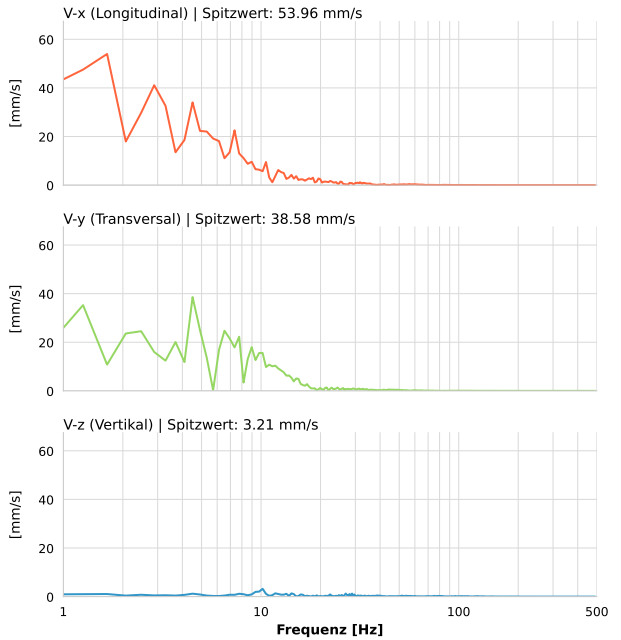 V-x (Longitudinal) | Spitzwert: 53.96 mm/s
60
40
20
0
[mm/s]
V-y (Transversal) | Spitzwert: 38.58 mm/s
60
40
20
0
[mm/s]
V-z (Vertikal) | Spitzwert: 3.21 mm/s
60
40
20
0
[mm/s]
1 10 100 500
Frequenz [Hz]